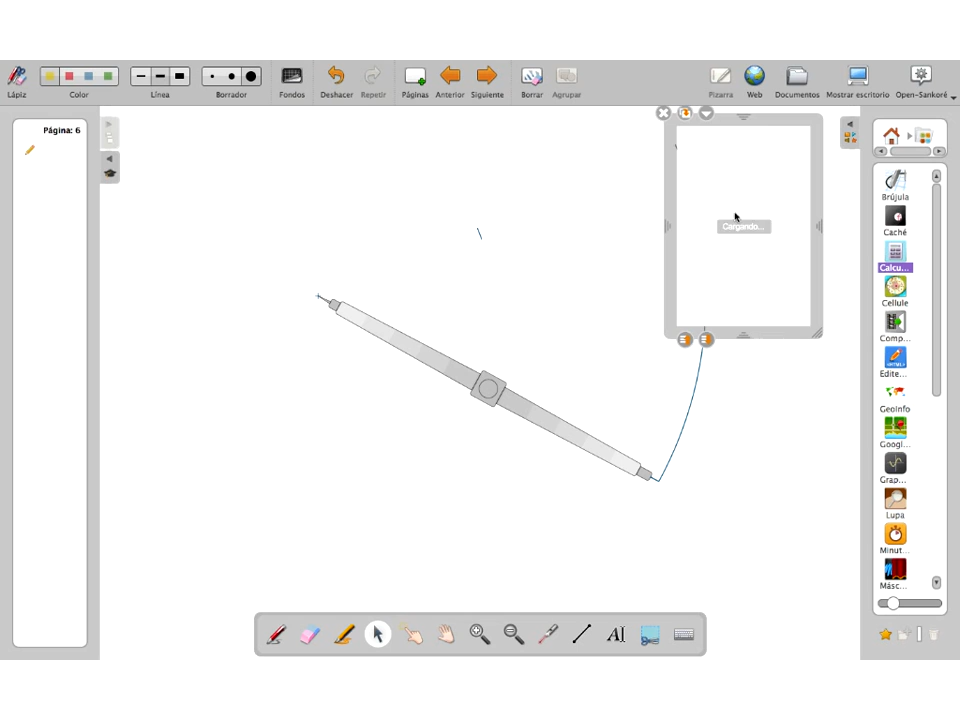 Lápiz Color Línea Borrador Fondos Deshacer Repetir Páginas Anterior Siguiente Borrar Agrupar Pizarra Web Documentos Mostrar escritorio Open-Sankoré
Página: 6
Cargando...
Brújula
Caché
Calcu...
Cellule
Comp...
Edite...
GeoInfo
Googl...
Grap...
Lupa
Minut...
Másc...